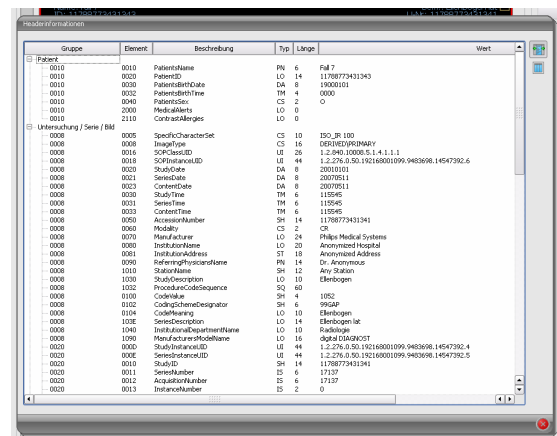 ID: 11788773431343
U-Nr: 11788773431341
Headerinformationen
Gruppe Element Beschreibung Typ Länge Wert
Patient
0010 0010 PatientsName PN 6 Fall 7
0010 0020 PatientID LO 14 11788773431343
0010 0030 PatientsBirthDate DA 8 19000101
0010 0032 PatientsBirthTime TM 4 0000
0010 0040 PatientsSex CS 2 O
0010 2000 MedicalAlerts LO 0
0010 2110 ContrastAllergies LO 0
Untersuchung / Serie / Bild
0008 0005 SpecificCharacterSet CS 10 ISO_IR 100
0008 0008 ImageType CS 16 DERIVED\PRIMARY
0008 0016 SOPClassUID UI 26 1.2.840.10008.5.1.4.1.1.1
0008 0018 SOPInstanceUID UI 44 1.2.276.0.50.192168001099.9483698.14547392.6
0008 0020 StudyDate DA 8 20010101
0008 0021 SeriesDate DA 8 20070511
0008 0023 ContentDate DA 8 20070511
0008 0030 StudyTime TM 6 115545
0008 0031 SeriesTime TM 6 115545
0008 0033 ContentTime TM 6 115545
0008 0050 AccessionNumber SH 14 11788773431341
0008 0060 Modality CS 2 CR
0008 0070 Manufacturer LO 24 Philips Medical Systems
0008 0080 InstitutionName LO 20 Anonymized Hospital
0008 0081 InstitutionAddress ST 18 Anonymized Address
0008 0090 ReferringPhysiciansName PN 14 Dr. Anonymous
0008 1010 StationName SH 12 Any Station
0008 1030 StudyDescription LO 10 Ellenbogen
0008 1032 ProcedureCodeSequence SQ 60
0008 0100 CodeValue SH 4 1052
0008 0102 CodingSchemeDesignator SH 6 99GAP
0008 0104 CodeMeaning LO 10 Ellenbogen
0008 103E SeriesDescription LO 14 Ellenbogen lat
0008 1040 InstitutionalDepartmentName LO 10 Radiologie
0008 1090 ManufacturersModelName LO 16 digital DIAGNOST
0020 000D StudyInstanceUID UI 44 1.2.276.0.50.192168001099.9483698.14547392.4
0020 000E SeriesInstanceUID UI 44 1.2.276.0.50.192168001099.9483698.14547392.5
0020 0010 StudyID SH 14 11788773431341
0020 0011 SeriesNumber IS 6 17137
0020 0012 AcquisitionNumber IS 6 17137
0020 0013 InstanceNumber IS 2 0